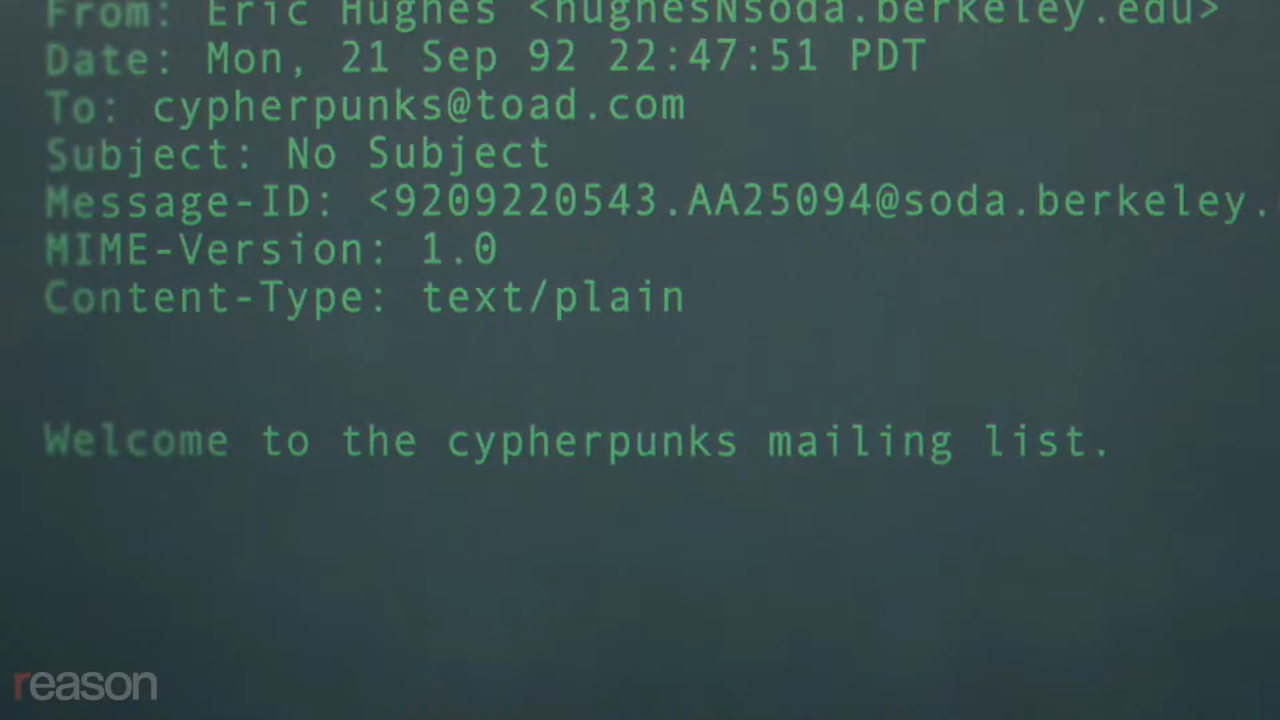 From: Eric Hughes <hughesNsoda.berkeley.edu>
Date: Mon, 21 Sep 92 22:47:51 PDT
To: cypherpunks@toad.com
Subject: No Subject
Message-ID: <9209220543.AA25094@soda.berkeley.
MIME-Version: 1.0
Content-Type: text/plain
Welcome to the cypherpunks mailing list.
reason